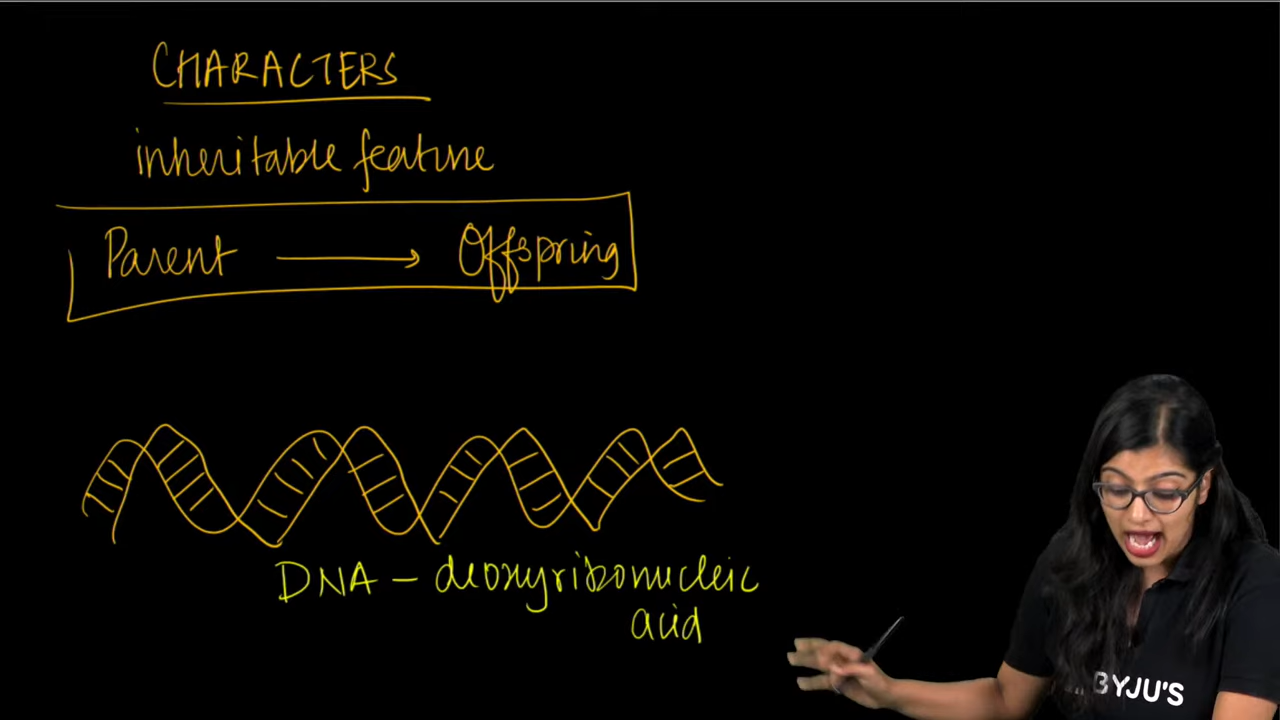 CHARACTERS
inheritable feature
Parent → Offspring
DNA - deoxyribonucleic
acid
BYJU'S